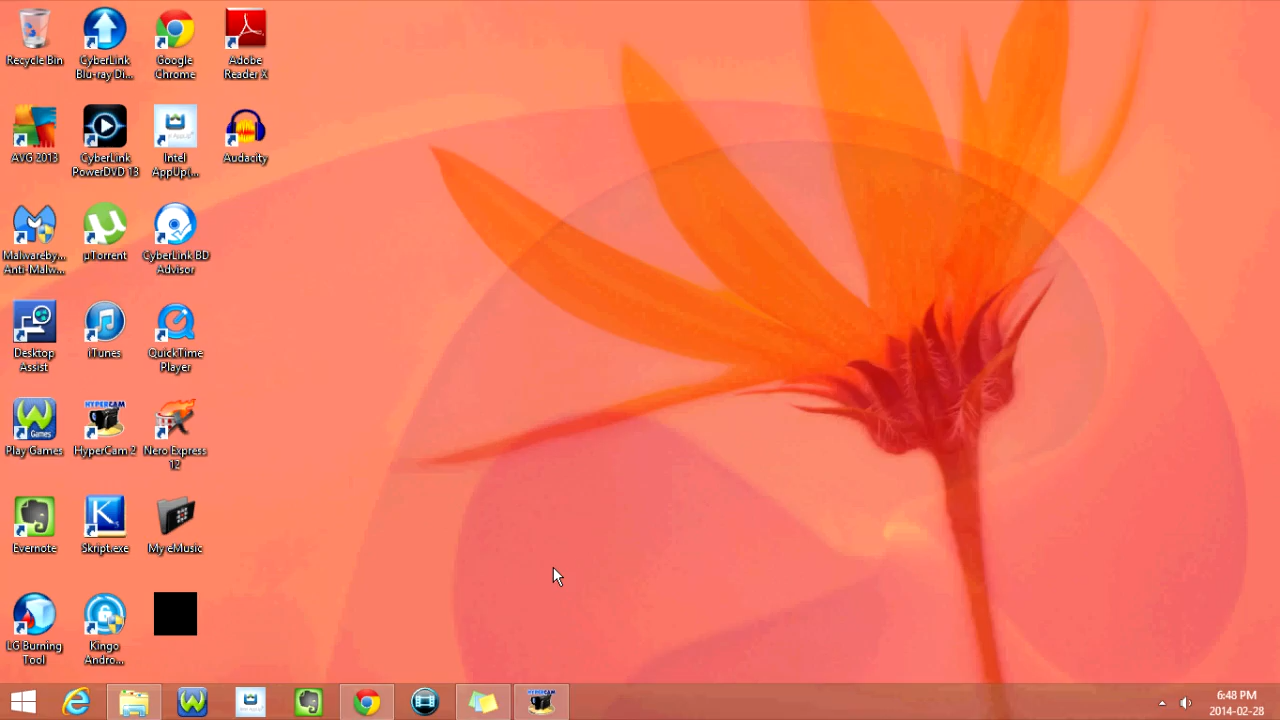 Recycle Bin
CyberLink
Blu-ray Di...
Google
Chrome
Adobe
Reader X
AVG 2013
CyberLink
PowerDVD 13
Intel
AppUp(...
Audacity
Malwareby...
Anti-Malw...
µTorrent
CyberLink BD
Advisor
Desktop
Assist
iTunes
QuickTime
Player
Games
Play Games
HYPERCAM
HyperCam 2
Nero Express
12
Evernote
Skript.exe
My eMusic
LG Burning
Tool
Kingo
Andro...
6:48 PM
2014-02-28